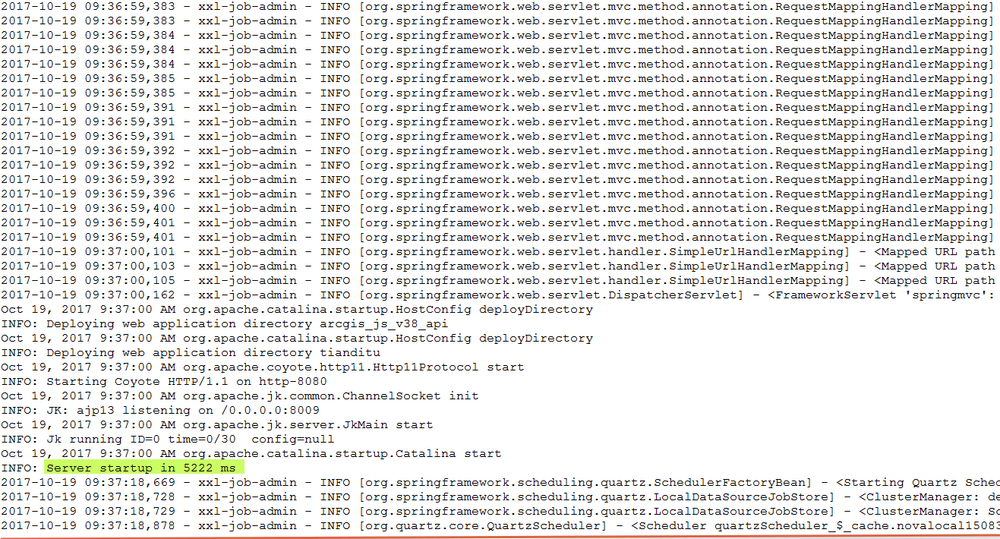 2017-10-19 09:36:59,383 - xxl-job-admin - INFO [org.springframework.web.servlet.mvc.method.annotation.RequestMappingHandlerMapping]
2017-10-19 09:36:59,383 - xxl-job-admin - INFO [org.springframework.web.servlet.mvc.method.annotation.RequestMappingHandlerMapping]
2017-10-19 09:36:59,384 - xxl-job-admin - INFO [org.springframework.web.servlet.mvc.method.annotation.RequestMappingHandlerMapping]
2017-10-19 09:36:59,384 - xxl-job-admin - INFO [org.springframework.web.servlet.mvc.method.annotation.RequestMappingHandlerMapping]
2017-10-19 09:36:59,384 - xxl-job-admin - INFO [org.springframework.web.servlet.mvc.method.annotation.RequestMappingHandlerMapping]
2017-10-19 09:36:59,385 - xxl-job-admin - INFO [org.springframework.web.servlet.mvc.method.annotation.RequestMappingHandlerMapping]
2017-10-19 09:36:59,385 - xxl-job-admin - INFO [org.springframework.web.servlet.mvc.method.annotation.RequestMappingHandlerMapping]
2017-10-19 09:36:59,391 - xxl-job-admin - INFO [org.springframework.web.servlet.mvc.method.annotation.RequestMappingHandlerMapping]
2017-10-19 09:36:59,391 - xxl-job-admin - INFO [org.springframework.web.servlet.mvc.method.annotation.RequestMappingHandlerMapping]
2017-10-19 09:36:59,391 - xxl-job-admin - INFO [org.springframework.web.servlet.mvc.method.annotation.RequestMappingHandlerMapping]
2017-10-19 09:36:59,392 - xxl-job-admin - INFO [org.springframework.web.servlet.mvc.method.annotation.RequestMappingHandlerMapping]
2017-10-19 09:36:59,392 - xxl-job-admin - INFO [org.springframework.web.servlet.mvc.method.annotation.RequestMappingHandlerMapping]
2017-10-19 09:36:59,392 - xxl-job-admin - INFO [org.springframework.web.servlet.mvc.method.annotation.RequestMappingHandlerMapping]
2017-10-19 09:36:59,396 - xxl-job-admin - INFO [org.springframework.web.servlet.mvc.method.annotation.RequestMappingHandlerMapping]
2017-10-19 09:36:59,400 - xxl-job-admin - INFO [org.springframework.web.servlet.mvc.method.annotation.RequestMappingHandlerMapping]
2017-10-19 09:36:59,401 - xxl-job-admin - INFO [org.springframework.web.servlet.mvc.method.annotation.RequestMappingHandlerMapping]
2017-10-19 09:36:59,401 - xxl-job-admin - INFO [org.springframework.web.servlet.mvc.method.annotation.RequestMappingHandlerMapping]
2017-10-19 09:37:00,101 - xxl-job-admin - INFO [org.springframework.web.servlet.handler.SimpleUrlHandlerMapping] - <Mapped URL path
2017-10-19 09:37:00,103 - xxl-job-admin - INFO [org.springframework.web.servlet.handler.SimpleUrlHandlerMapping] - <Mapped URL path
2017-10-19 09:37:00,105 - xxl-job-admin - INFO [org.springframework.web.servlet.handler.SimpleUrlHandlerMapping] - <Mapped URL path
2017-10-19 09:37:00,162 - xxl-job-admin - INFO [org.springframework.web.servlet.DispatcherServlet] - <FrameworkServlet 'springmvc':
Oct 19, 2017 9:37:00 AM org.apache.catalina.startup.HostConfig deployDirectory
INFO: Deploying web application directory arcgis_js_v38_api
Oct 19, 2017 9:37:00 AM org.apache.catalina.startup.HostConfig deployDirectory
INFO: Deploying web application directory tianditu
Oct 19, 2017 9:37:00 AM org.apache.coyote.http11.Http11Protocol start
INFO: Starting Coyote HTTP/1.1 on http-8080
Oct 19, 2017 9:37:00 AM org.apache.jk.common.ChannelSocket init
INFO: JK: ajp13 listening on /0.0.0.0:8009
Oct 19, 2017 9:37:00 AM org.apache.jk.server.JkMain start
INFO: Jk running ID=0 time=0/30  config=null
Oct 19, 2017 9:37:00 AM org.apache.catalina.startup.Catalina start
INFO: Server startup in 5222 ms
2017-10-19 09:37:18,669 - xxl-job-admin - INFO [org.springframework.scheduling.quartz.SchedulerFactoryBean] - <Starting Quartz Sched
2017-10-19 09:37:18,728 - xxl-job-admin - INFO [org.springframework.scheduling.quartz.LocalDataSourceJobStore] - <ClusterManager: de
2017-10-19 09:37:18,729 - xxl-job-admin - INFO [org.springframework.scheduling.quartz.LocalDataSourceJobStore] - <ClusterManager: Sc
2017-10-19 09:37:18,878 - xxl-job-admin - INFO [org.quartz.core.QuartzScheduler] - <Scheduler quartzScheduler_$_cache.novalocal15083